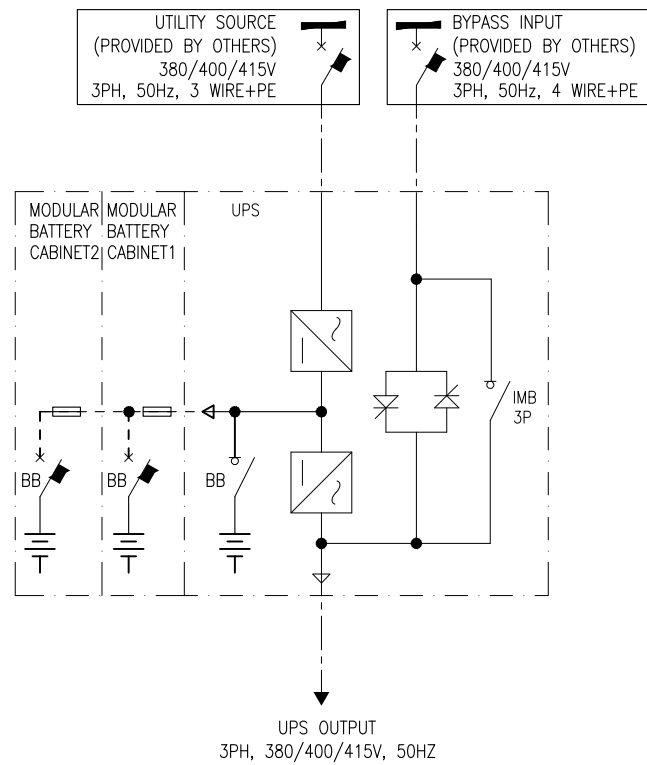 UTILITY SOURCE
(PROVIDED BY OTHERS)
380/400/415V
3PH, 50Hz, 3 WIRE+PE
BYPASS INPUT
(PROVIDED BY OTHERS)
380/400/415V
3PH, 50Hz, 4 WIRE+PE
MODULAR
BATTERY
CABINET2
MODULAR
BATTERY
CABINET1
UPS
IMB
3P
BB
BB
BB
UPS OUTPUT
3PH, 380/400/415V, 50HZ